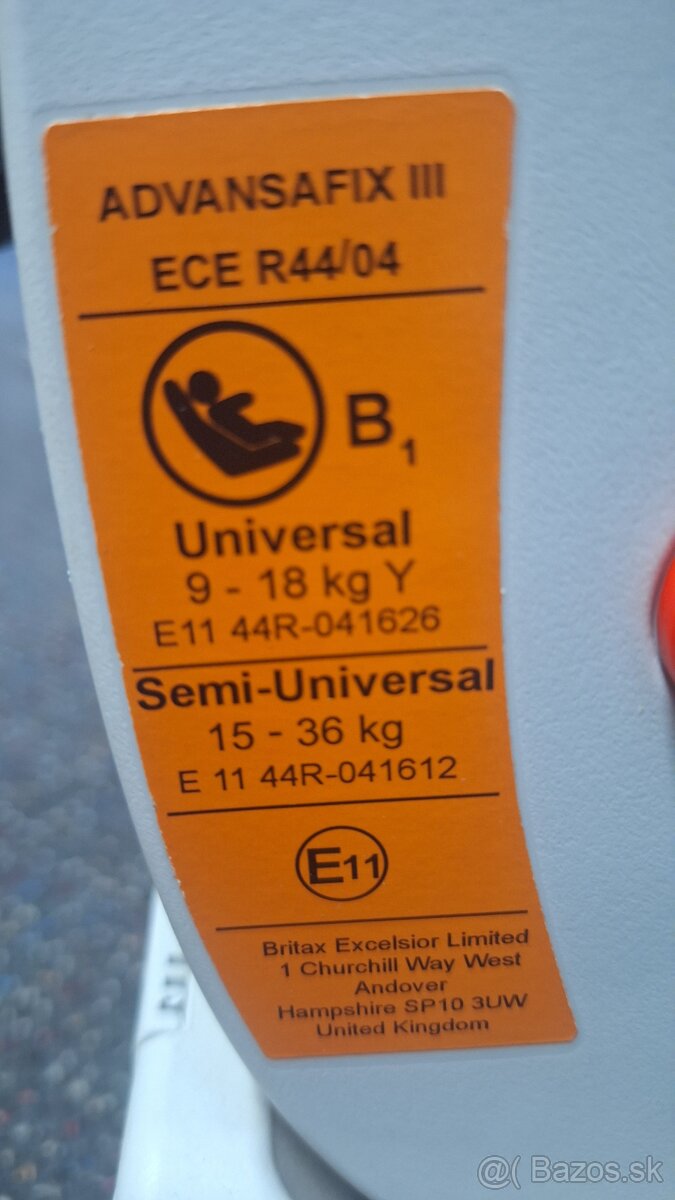 ADVANSAFIX III
ECE R44/04
B1
Universal
9 - 18 kg Y
E11 44R-041626
Semi-Universal
15 - 36 kg
E 11 44R-041612
E11
Britax Excelsior Limited
1 Churchill Way West
Andover
Hampshire SP10 3UW
United Kingdom
@( Bazos.sk